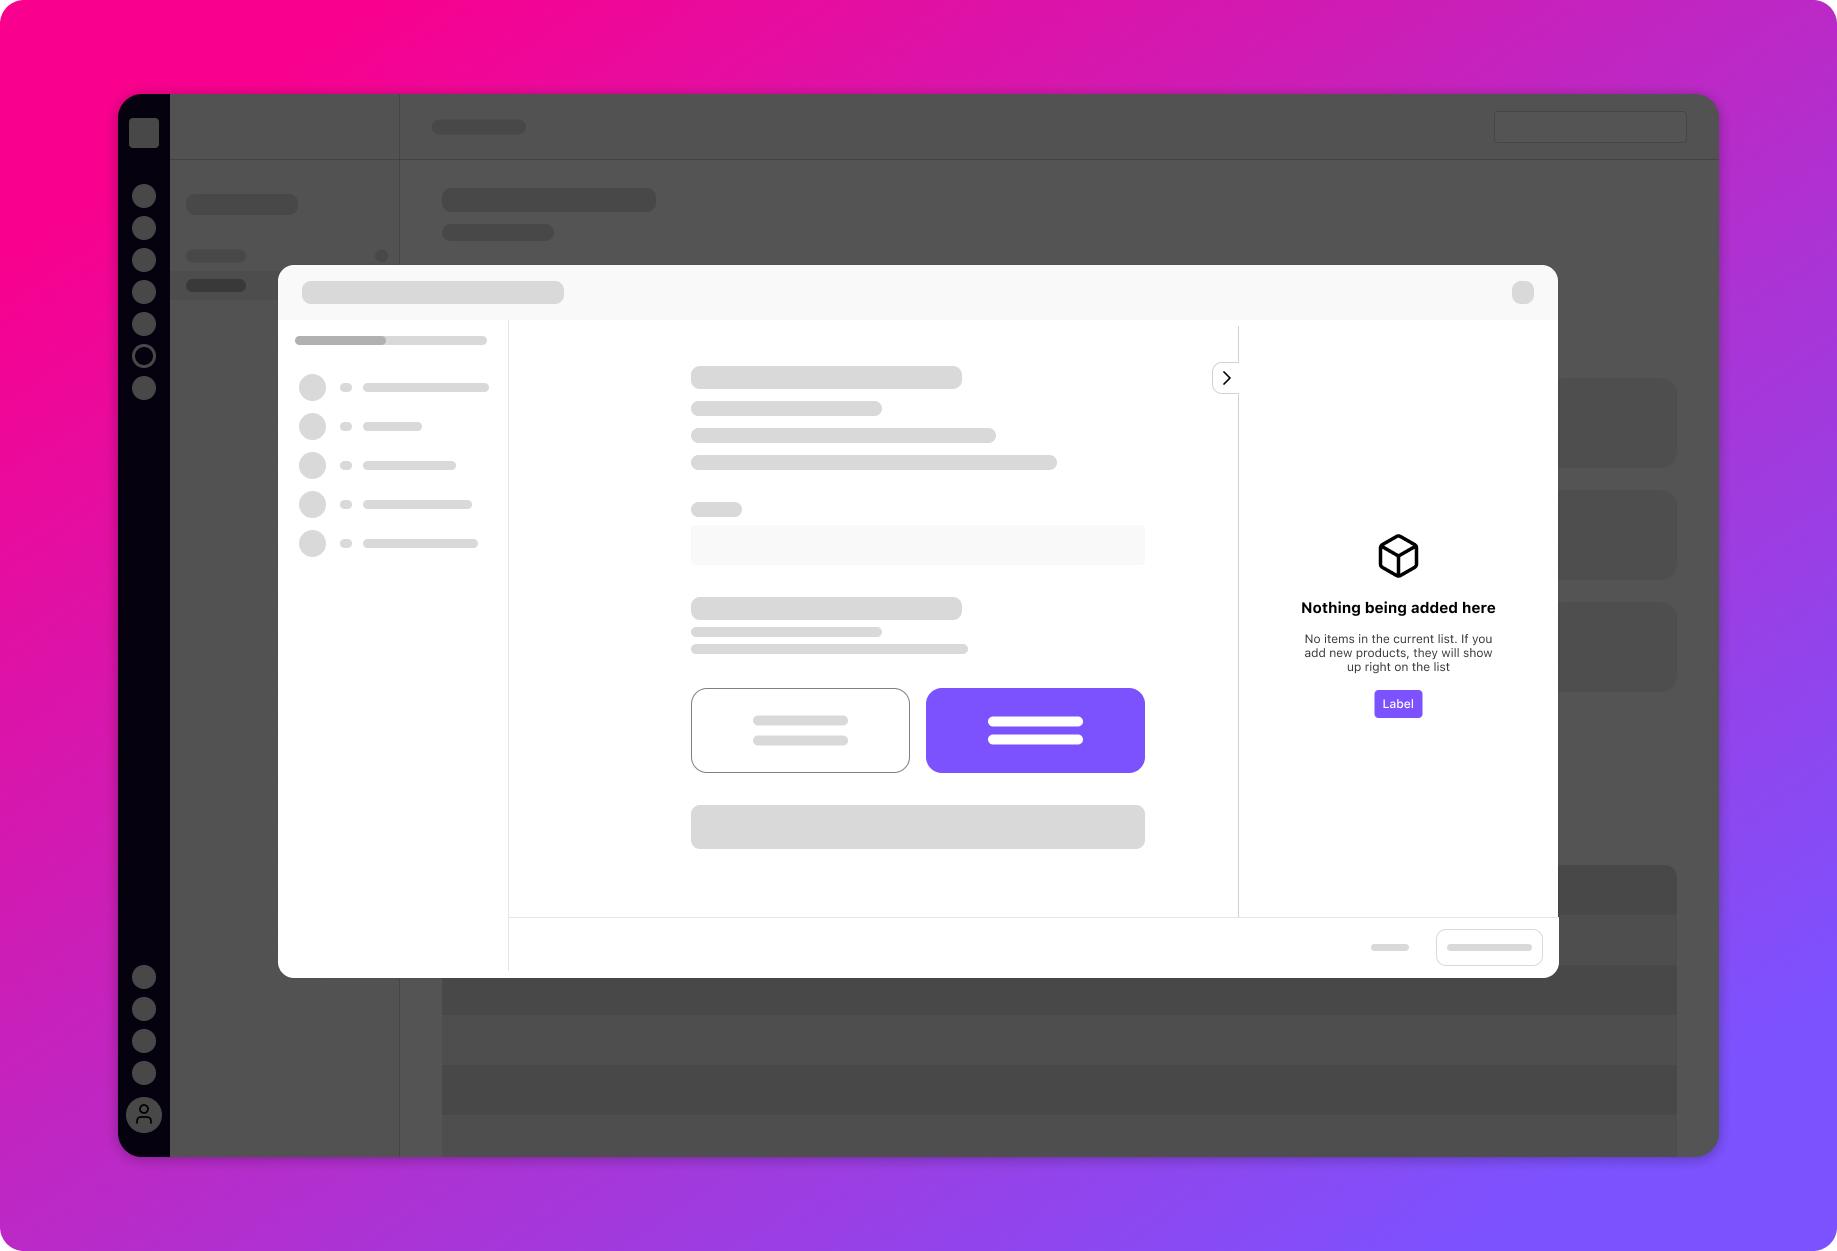 Nothing being added here
No items in the current list. If you
add new products, they will show
up right on the list
Label